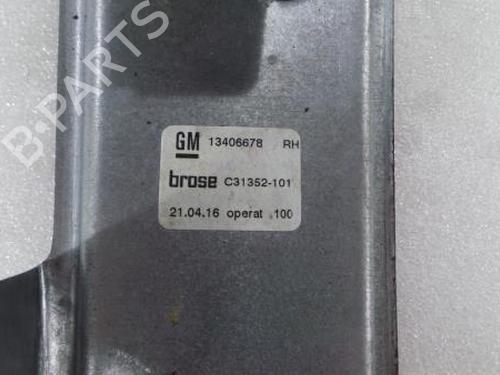 B-PARTS
GM 13406678 RH
brose C31352-101
21.04.16 operat .100